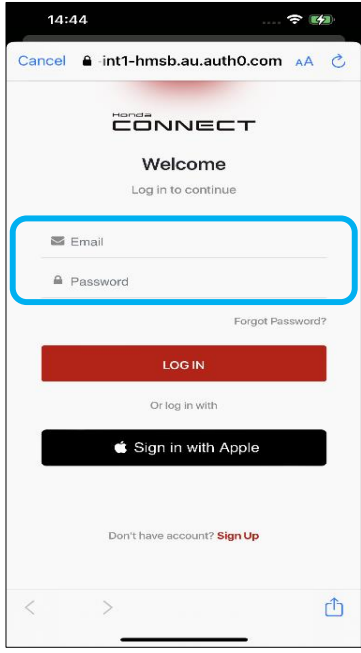 14:44
Cancel -int1-hmsb.au.auth0.com AA
Honda
CONNECT
Welcome
Log in to continue
Email
Password
Forgot Password?
LOG IN
Or log in with
Sign in with Apple
Don't have account? Sign Up